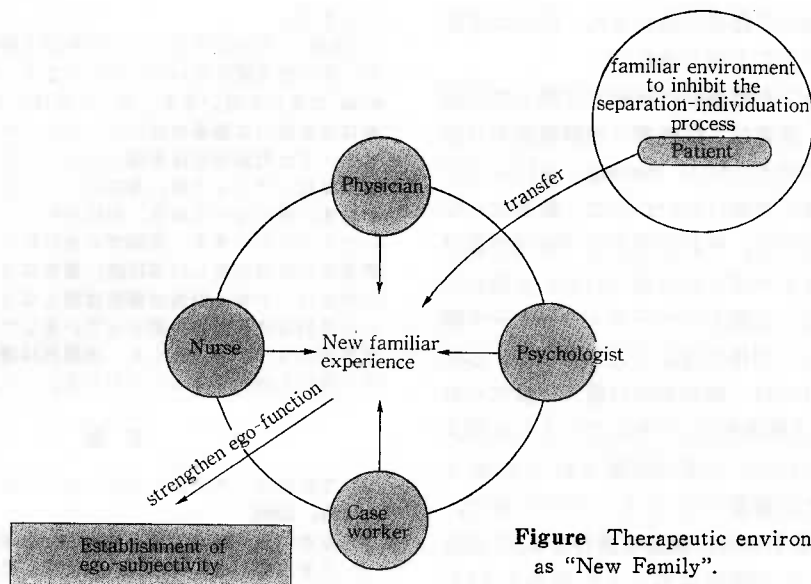 familiar environment
to inhibit the
separation-individuation
process
Patient
transfer
Physician
Nurse
New familiar
experience
Psychologist
strengthen ego-function
Case
worker
Establishment of
ego-subjectivity
Figure Therapeutic environ
as “New Family”.